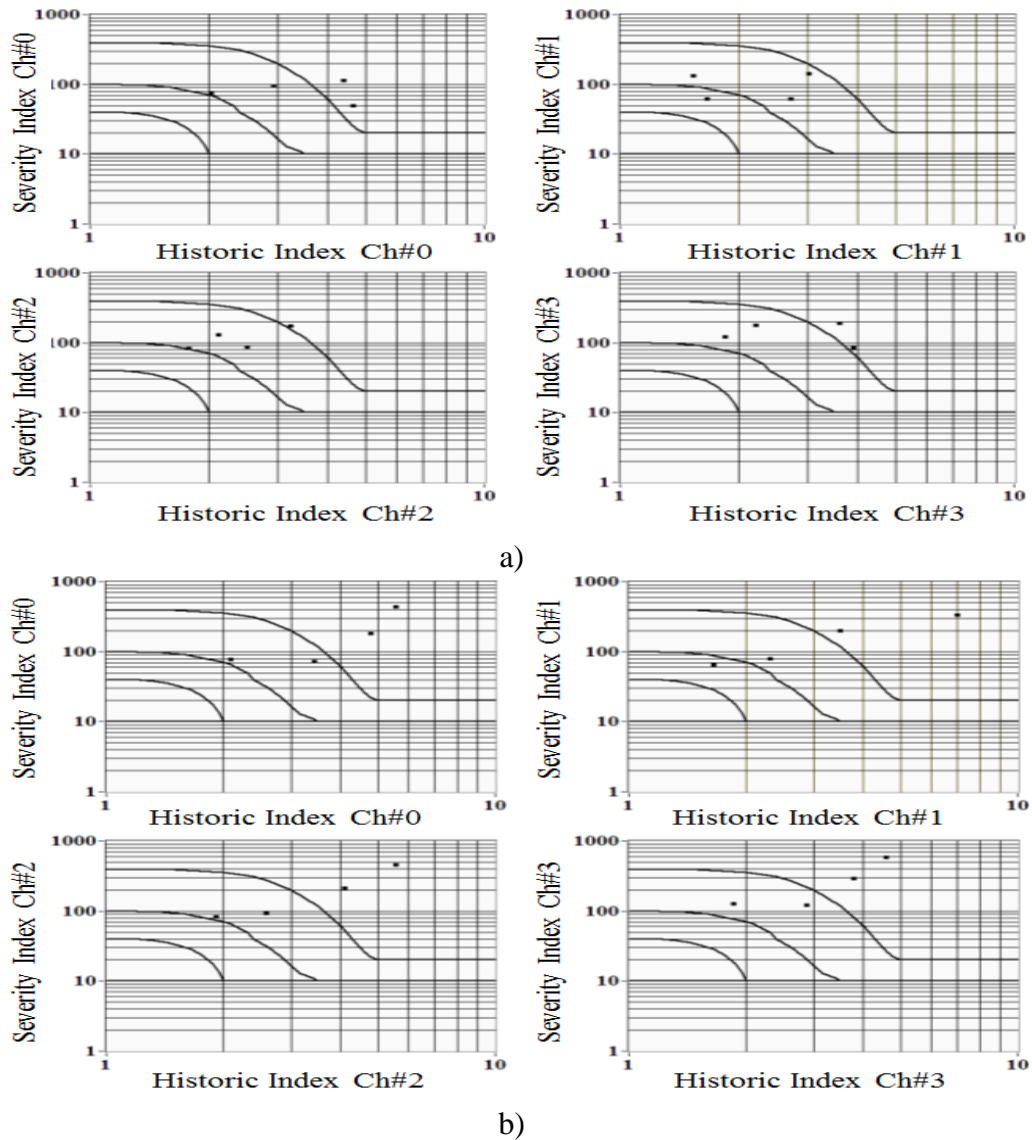 1000
100
10
1
1
10
Severity Index Ch#0
Historic Index Ch#0
1000
100
10
1
1
10
Severity Index Ch#1
Historic Index Ch#1
1000
100
10
1
1
10
Severity Index Ch#2
Historic Index Ch#2
1000
100
10
1
1
10
Severity Index Ch#3
Historic Index Ch#3
a)
1000
100
10
1
1
10
Severity Index Ch#0
Historic Index Ch#0
1000
100
10
1
1
10
Severity Index Ch#1
Historic Index Ch#1
1000
100
10
1
1
10
Severity Index Ch#2
Historic Index Ch#2
1000
100
10
1
1
10
Severity Index Ch#3
Historic Index Ch#3
b)